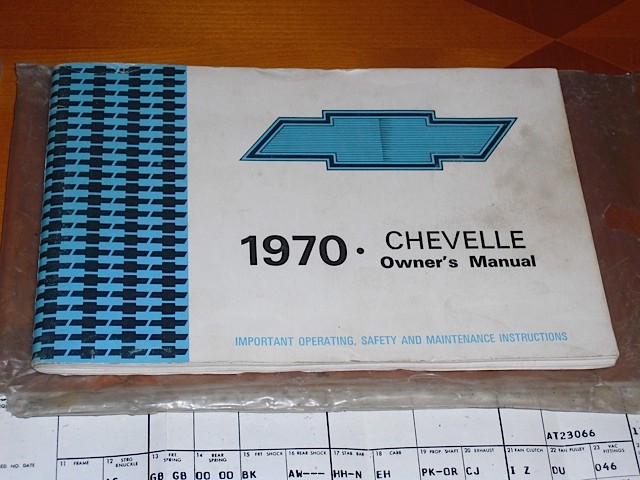 1970 • CHEVELLE
Owner's Manual
IMPORTANT OPERATING, SAFETY AND MAINTENANCE INSTRUCTIONS
AT23066
NO. DATE
11 FRAME
12 STRG KNUCKLE
13 FRT. SPRING
14 REAR SPRING
15 FRT SHOCK
16 REAR SHOCK
17 STAB. BAR
18 CARB
19 PROP. SHAFT
20 EXHAUST
21 FAN CLUTCH
22 FAN PULLEY
23 VAC FITTINGS
GB GB
00 00
BK
AW---
HH-N
EH
PK-OR
CJ
I Z
DU
046